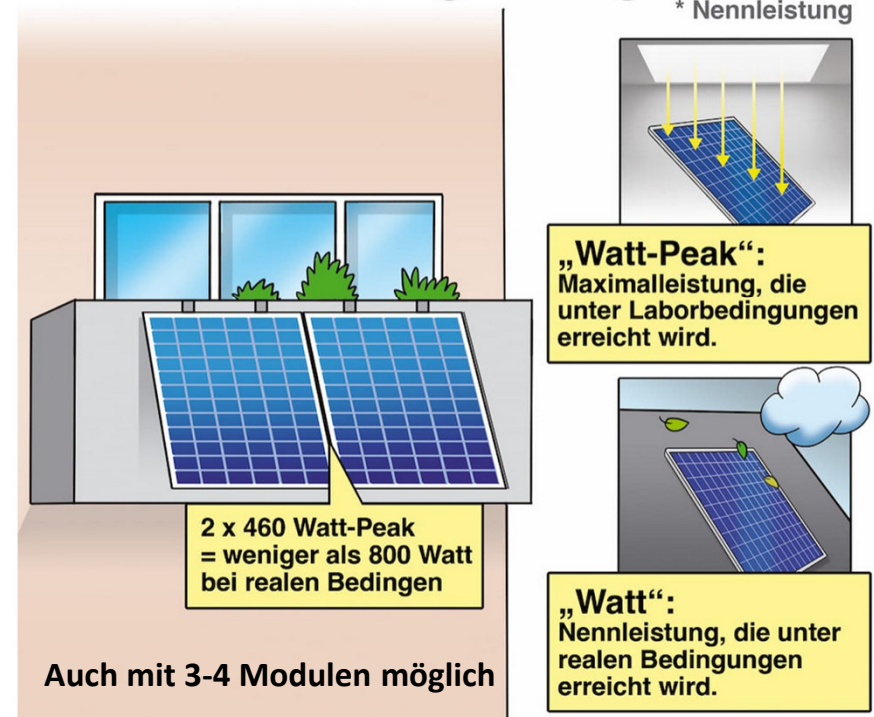 * Nennleistung
„Watt-Peak“:
Maximalleistung, die
unter Laborbedingungen
erreicht wird.
2 x 460 Watt-Peak
= weniger als 800 Watt
bei realen Bedingen
„Watt“:
Nennleistung, die unter
realen Bedingungen
erreicht wird.
Auch mit 3-4 Modulen möglich